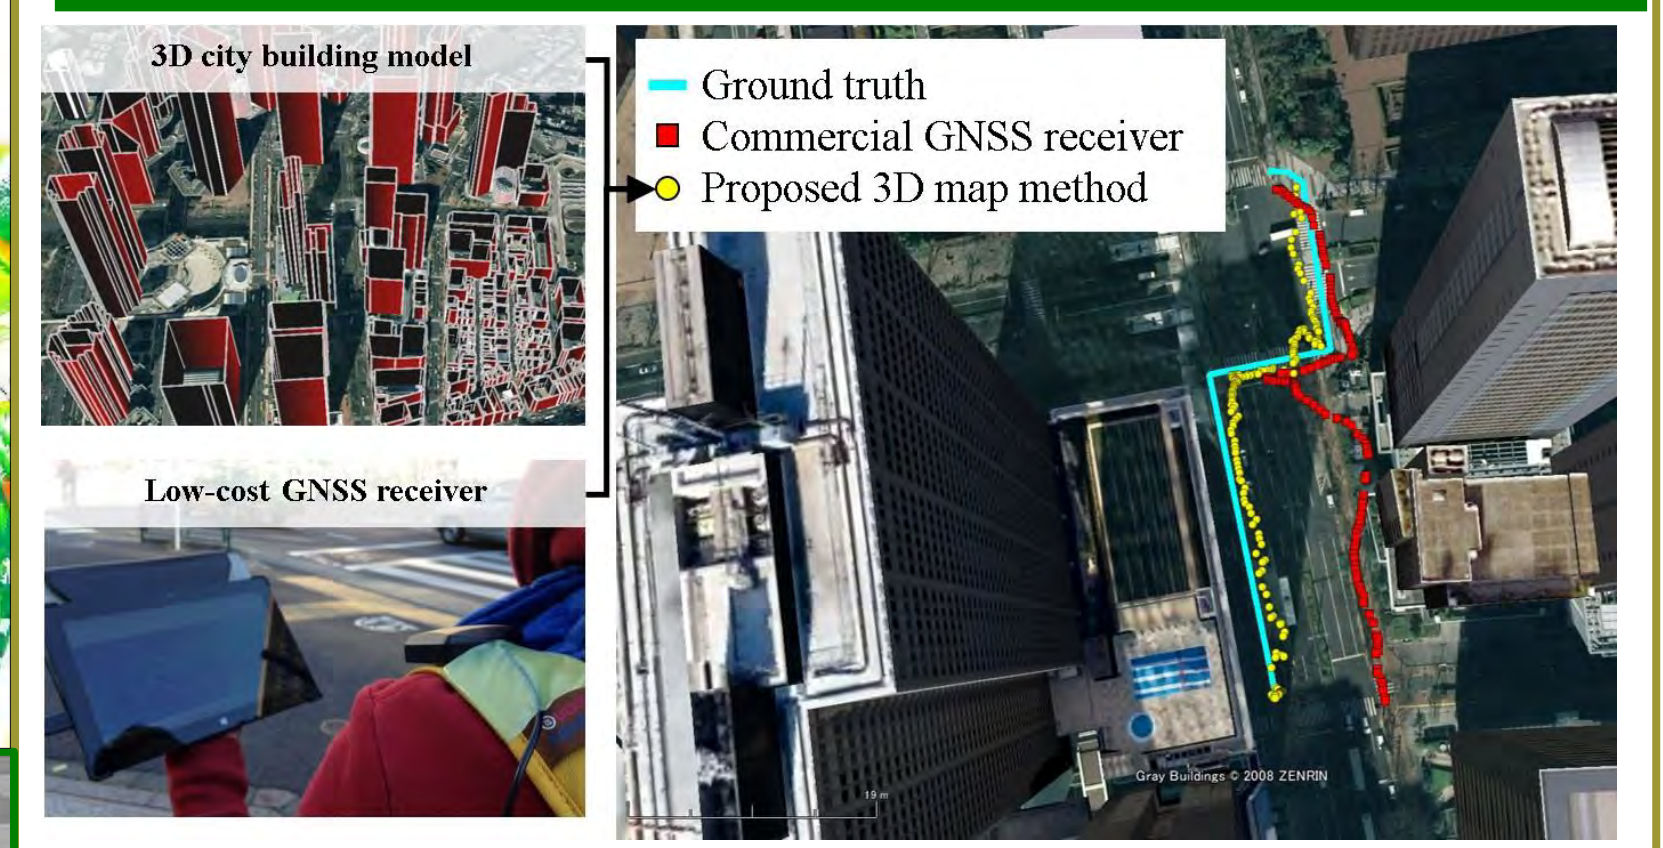 3D city building model
Low-cost GNSS receiver
Ground truth
Commercial GNSS receiver
Proposed 3D map method
Gray Buildings © 2008 ZENRIN
19 m